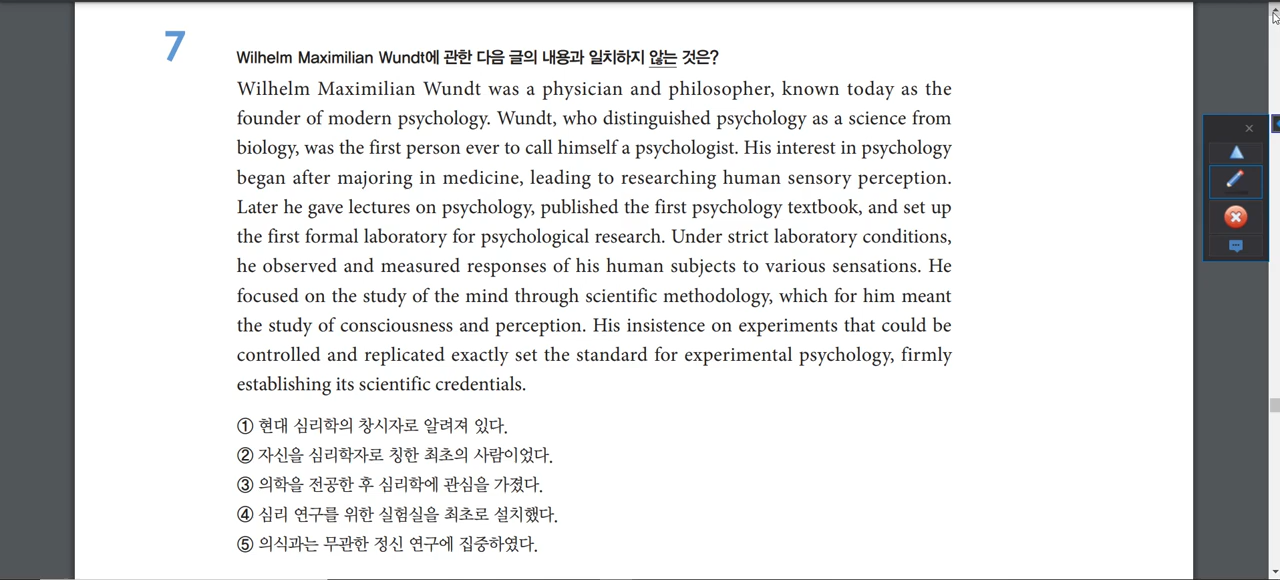 7
Wilhelm Maximilian Wundt에 관한 다음 글의 내용과 일치하지 않는 것은?
Wilhelm Maximilian Wundt was a physician and philosopher, known today as the
founder of modern psychology. Wundt, who distinguished psychology as a science from
biology, was the first person ever to call himself a psychologist. His interest in psychology
began after majoring in medicine, leading to researching human sensory perception.
Later he gave lectures on psychology, published the first psychology textbook, and set up
the first formal laboratory for psychological research. Under strict laboratory conditions,
he observed and measured responses of his human subjects to various sensations. He
focused on the study of the mind through scientific methodology, which for him meant
the study of consciousness and perception. His insistence on experiments that could be
controlled and replicated exactly set the standard for experimental psychology, firmly
establishing its scientific credentials.
① 현대 심리학의 창시자로 알려져 있다.
② 자신을 심리학자로 칭한 최초의 사람이었다.
③ 의학을 전공한 후 심리학에 관심을 가졌다.
④ 심리 연구를 위한 실험실을 최초로 설치했다.
⑤ 의식과는 무관한 정신 연구에 집중하였다.